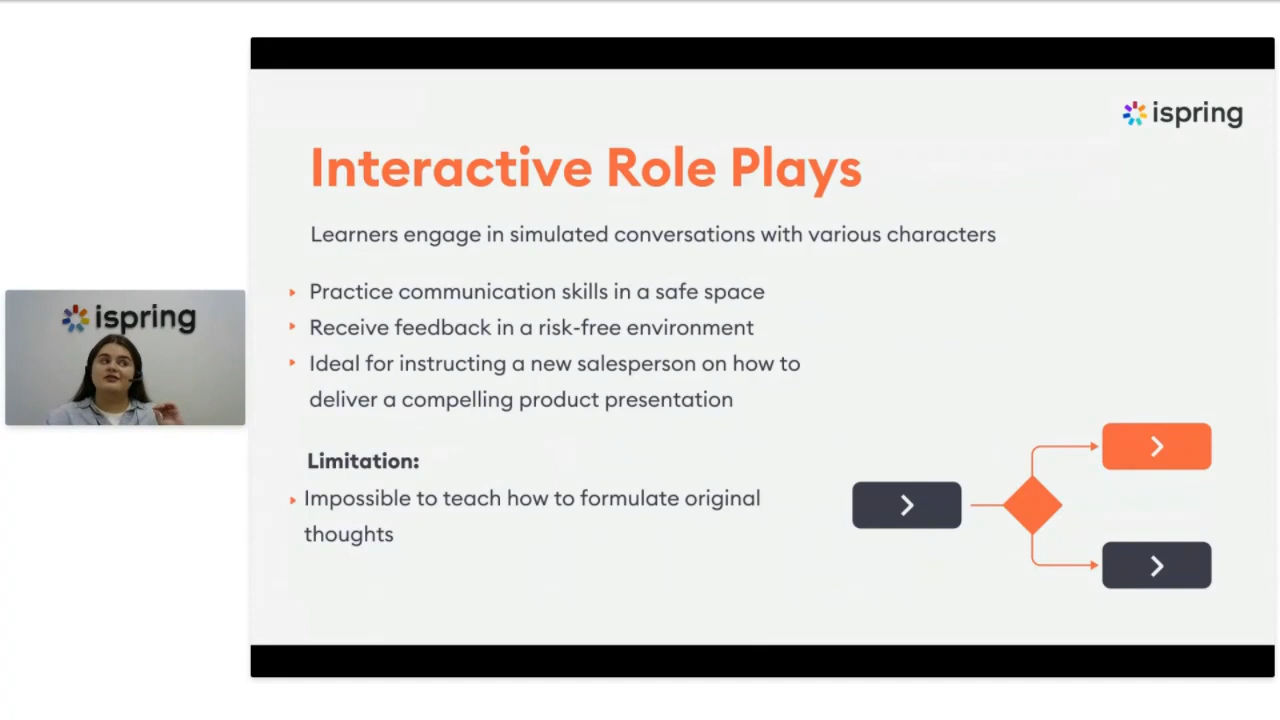 ispring
Interactive Role Plays
Learners engage in simulated conversations with various characters
Practice communication skills in a safe space
Receive feedback in a risk-free environment
Ideal for instructing a new salesperson on how to
deliver a compelling product presentation
Limitation:
Impossible to teach how to formulate original
thoughts
ispring